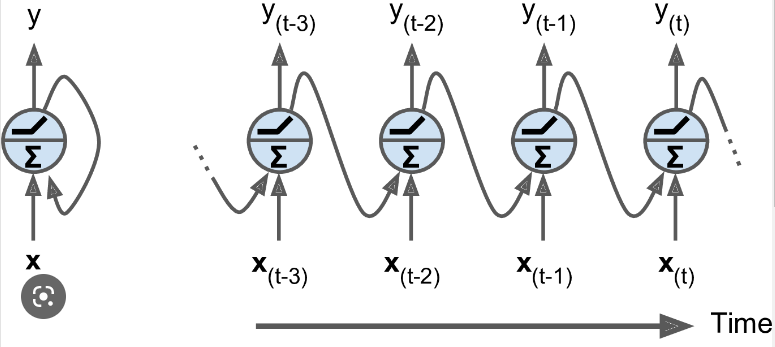 y y(t-3) y(t-2) y(t-1) y(t)
Σ Σ Σ Σ Σ
x x(t-3) x(t-2) x(t-1) x(t)
Time